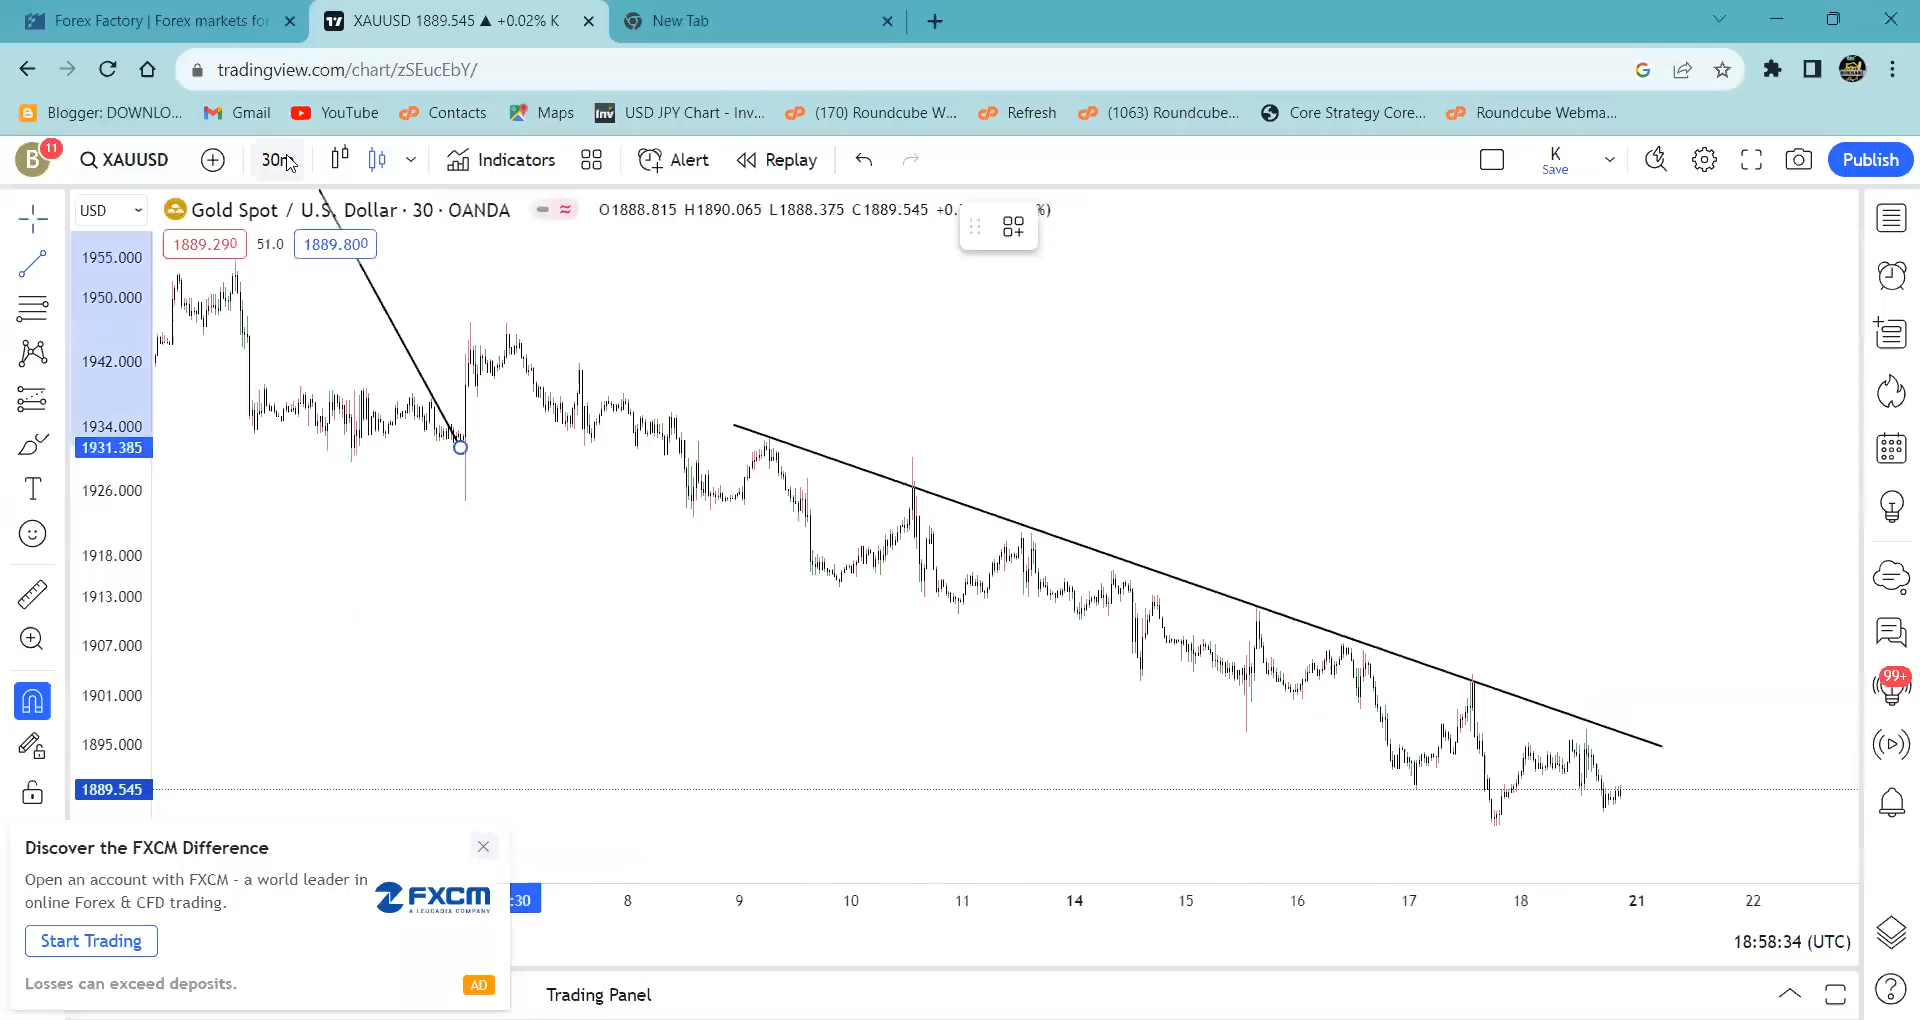 Forex Factory | Forex markets fo
XAUUSD 1889.545 ▲ +0.02% K
New Tab
tradingview.com/chart/zSEucEbY/
Blogger: DOWNLO...
Gmail
YouTube
Contacts
Maps
Inv
USD JPY Chart - Inv...
(170) Roundcube W...
Refresh
(1063) Roundcube...
Core Strategy Core...
Roundcube Webma...
B
11
XAUUSD
Indicators
Alert
Replay
K
Save
Publish
USD
Gold Spot / U.S. Dollar · 30 · OANDA
O1888.815 H1890.065 L1888.375 C1889.545
1889.290
51.0
1889.800
1955.000
1950.000
1942.000
1934.000
1931.385
1926.000
1918.000
1913.000
1907.000
1901.000
1895.000
1889.545
99+
Discover the FXCM Difference
Open an account with FXCM - a world leader in
online Forex & CFD trading.
FXCM
A LEUCADIA COMPANY
Start Trading
Losses can exceed deposits.
AD
:30
8
9
10
11
14
15
16
17
18
21
22
18:58:34 (UTC)
Trading Panel